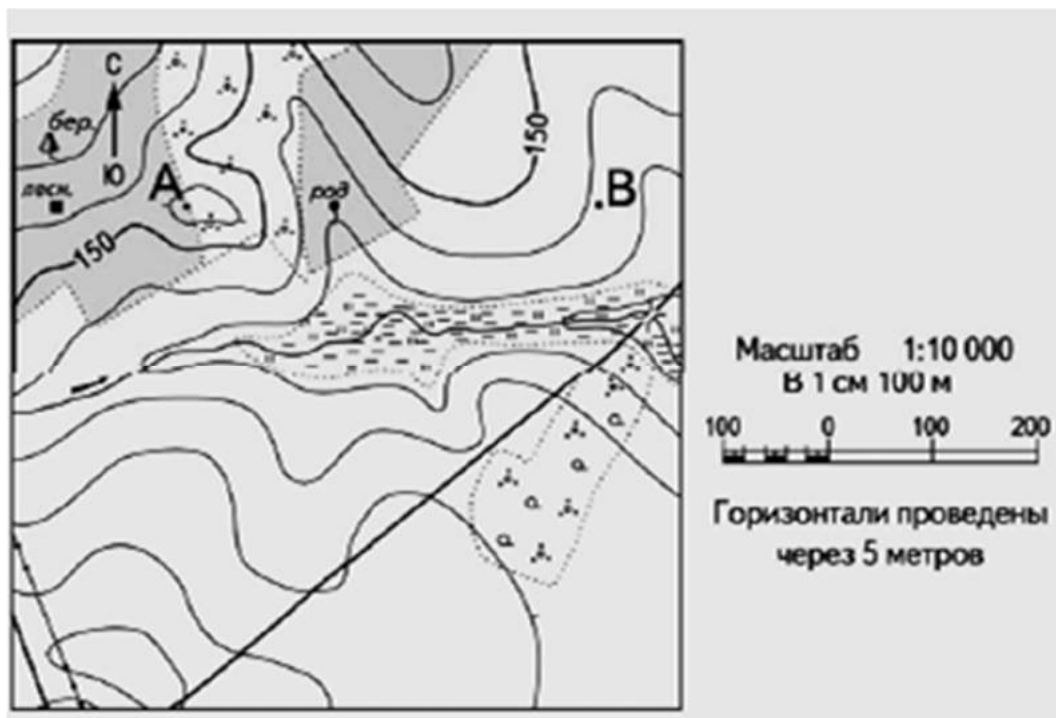 С
бер.
Ю
лесн.
А
род
150
.В
150
Масштаб 1:10 000
В 1 см 100 м
100 0 100 200
Горизонтали проведены
через 5 метров